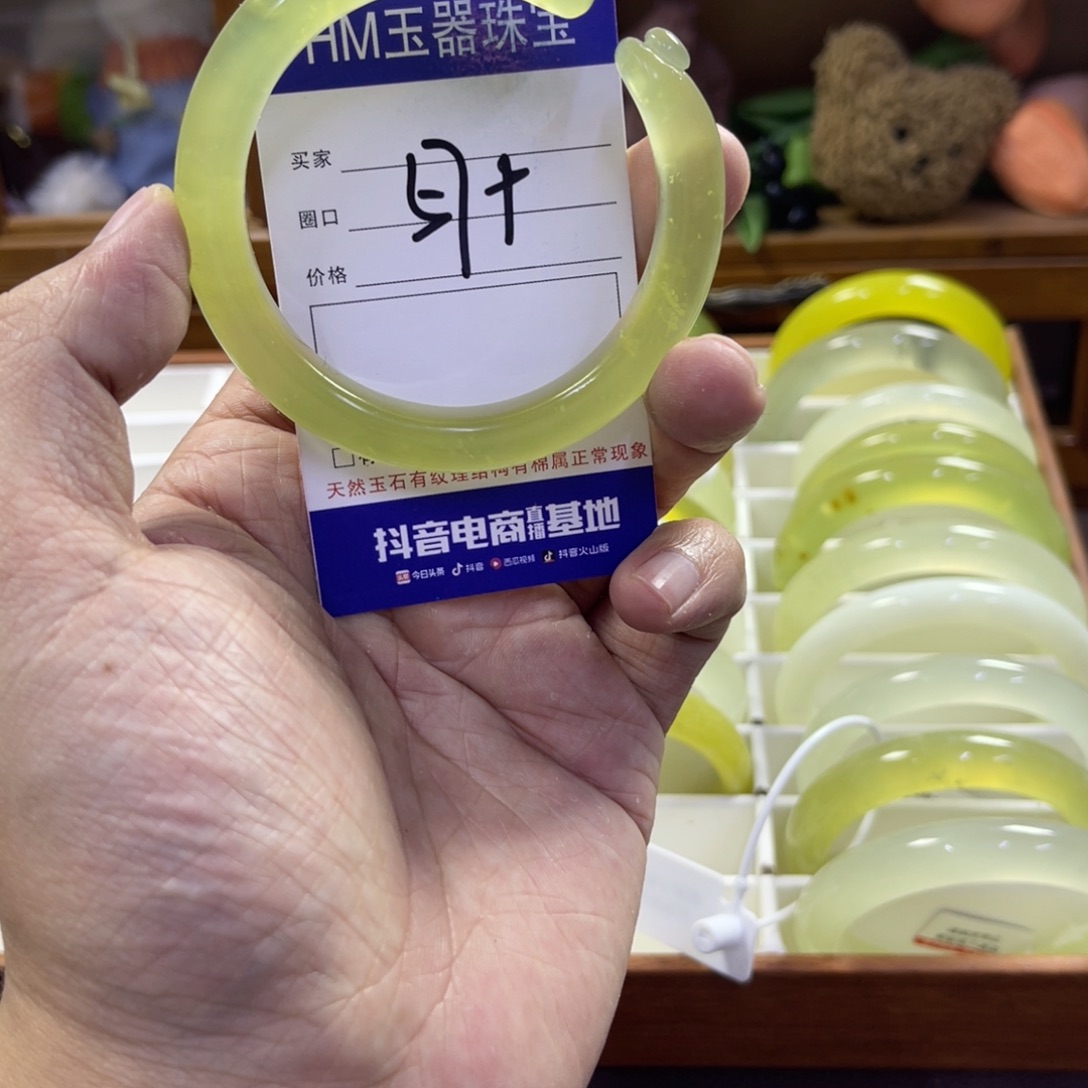 HM玉器珠宝
买家
圈口
价格
天然玉石有纹理结构有棉属正常现象
抖音电商直播基地
头条 今日头条 抖音 西瓜视频 抖音火山版